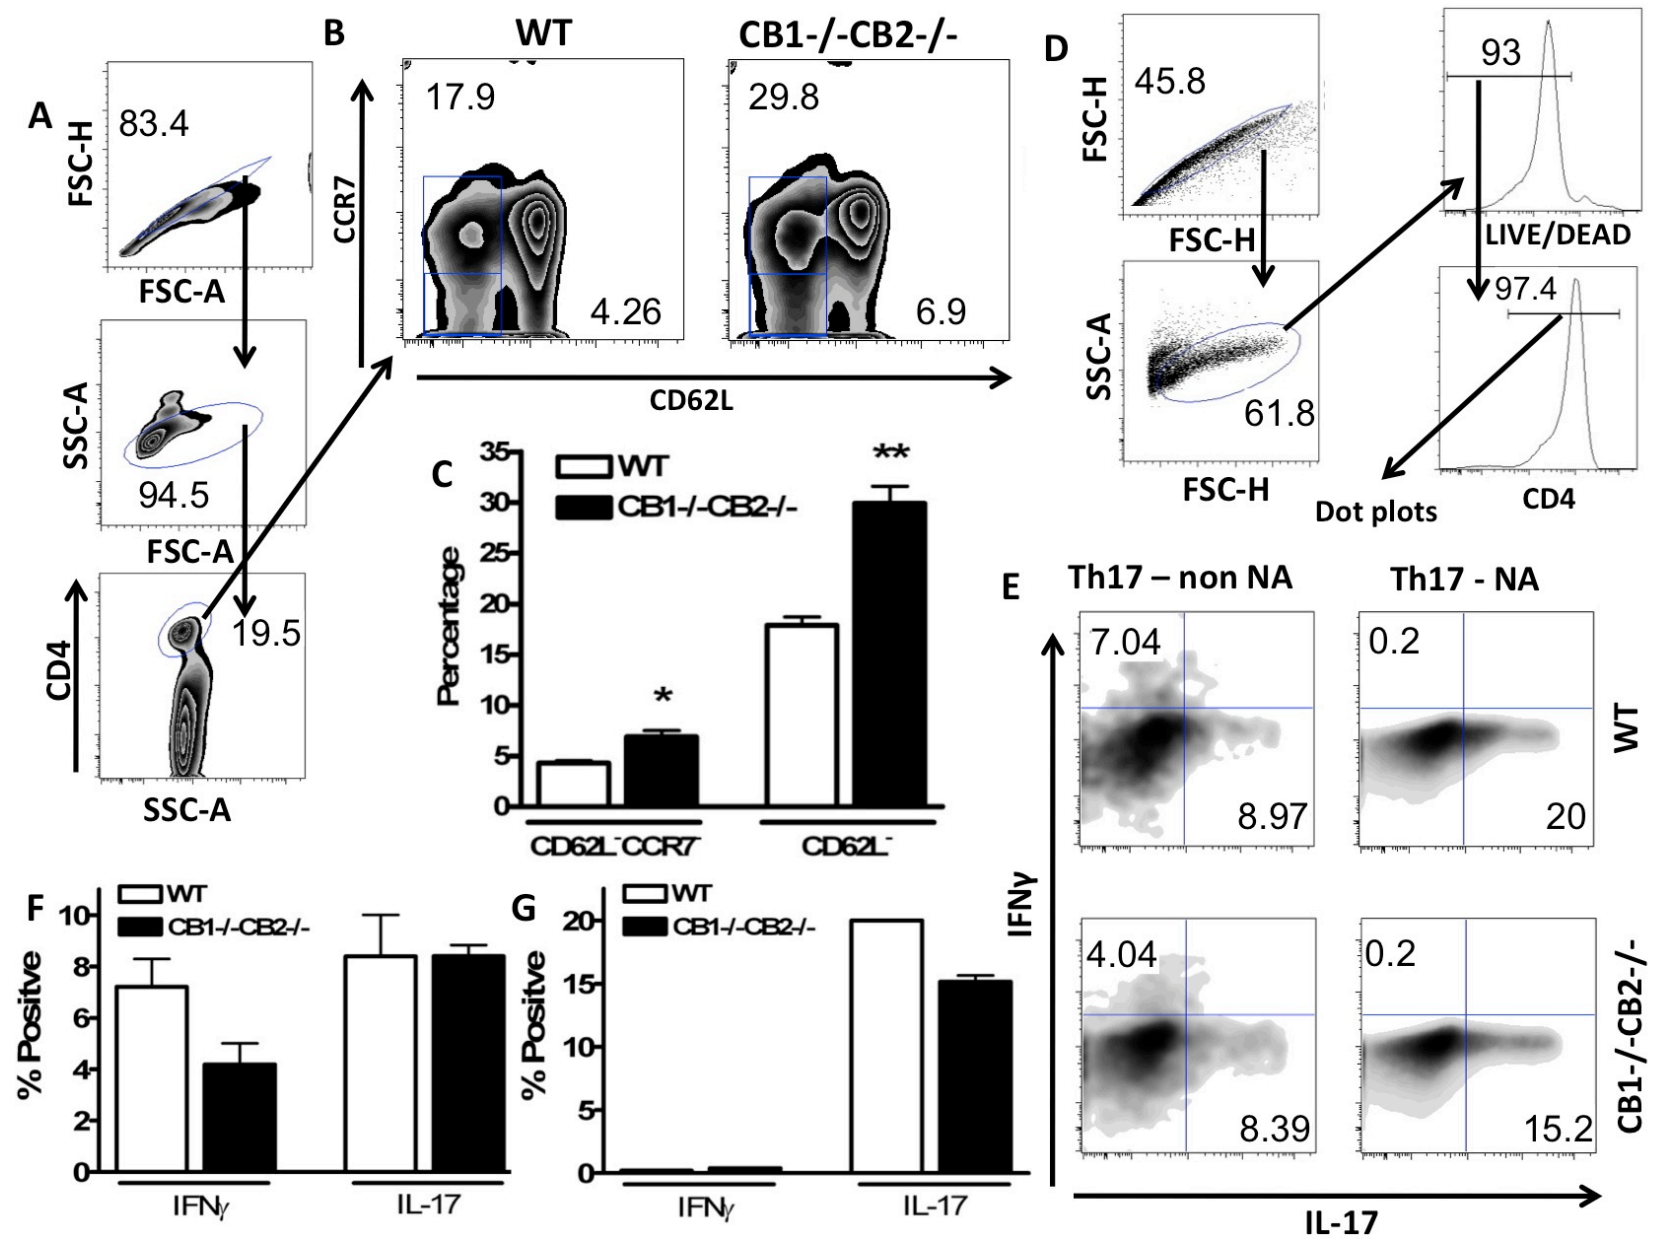 A
FSC-H
83.4
FSC-A
SSC-A
94.5
FSC-A
CD4
19.5
SSC-A
B
WT
CB1-/-CB2-/-
CCR7
17.9
4.26
29.8
6.9
CD62L
C
WT
CB1-/-CB2-/-
Percentage
35
30
25
20
15
10
5
0
*
**
CD62L-CCR7-
CD62L-
D
FSC-H
45.8
FSC-H
93
LIVE/DEAD
SSC-A
61.8
FSC-H
97.4
CD4
Dot plots
E
Th17 – non NA
Th17 - NA
7.04
8.97
0.2
20
WT
4.04
8.39
0.2
15.2
CB1-/-CB2-/-
IFNγ
IL-17
F
WT
CB1-/-CB2-/-
% Positve
10
8
6
4
2
0
IFNγ
IL-17
G
WT
CB1-/-CB2-/-
% Positve
20
15
10
5
0
IFNγ
IL-17